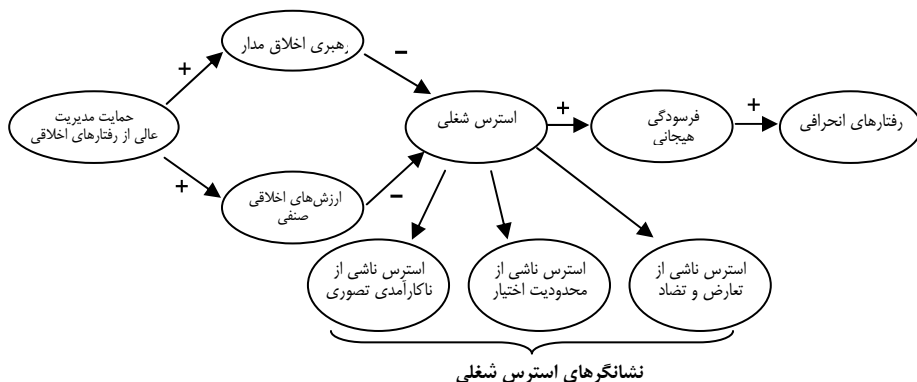 رهبری اخلاق مدار
+
−
حمایت مدیریت
عالی از رفتارهای اخلاقی
استرس شغلی
+
فرسودگی
هیجانی
+
رفتارهای انحرافی
+
ارزش‌های اخلاقی
صنفی
−
استرس ناشی از
تعارض و تضاد
استرس ناشی از
محدودیت اختیار
استرس ناشی از
ناکارآمدی تصوری
نشانگرهای استرس شغلی